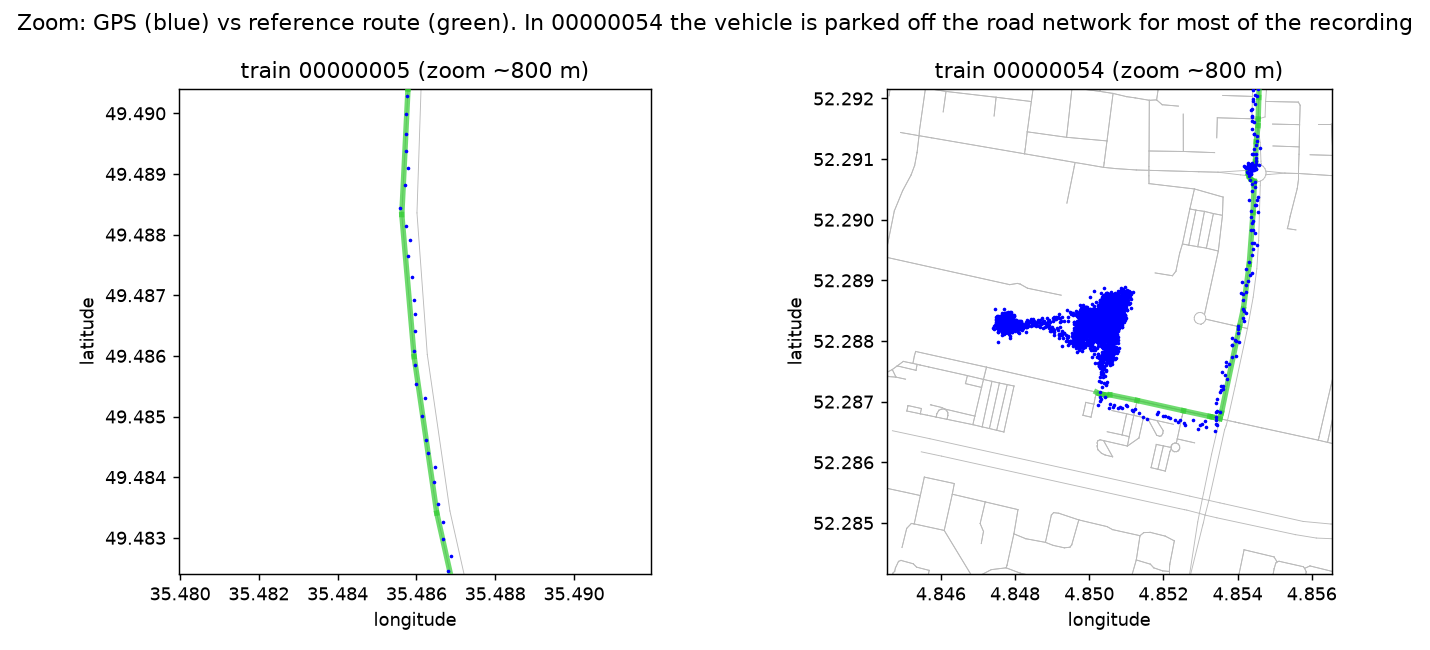 Zoom: GPS (blue) vs reference route (green). In 00000054 the vehicle is parked off the road network for most of the recording
train 00000005 (zoom ~800 m)
49.490
49.489
49.488
49.487
49.486
49.485
49.484
49.483
latitude
35.480 35.482 35.484 35.486 35.488 35.490
longitude
train 00000054 (zoom ~800 m)
52.292
52.291
52.290
52.289
52.288
52.287
52.286
52.285
latitude
4.846 4.848 4.850 4.852 4.854 4.856
longitude